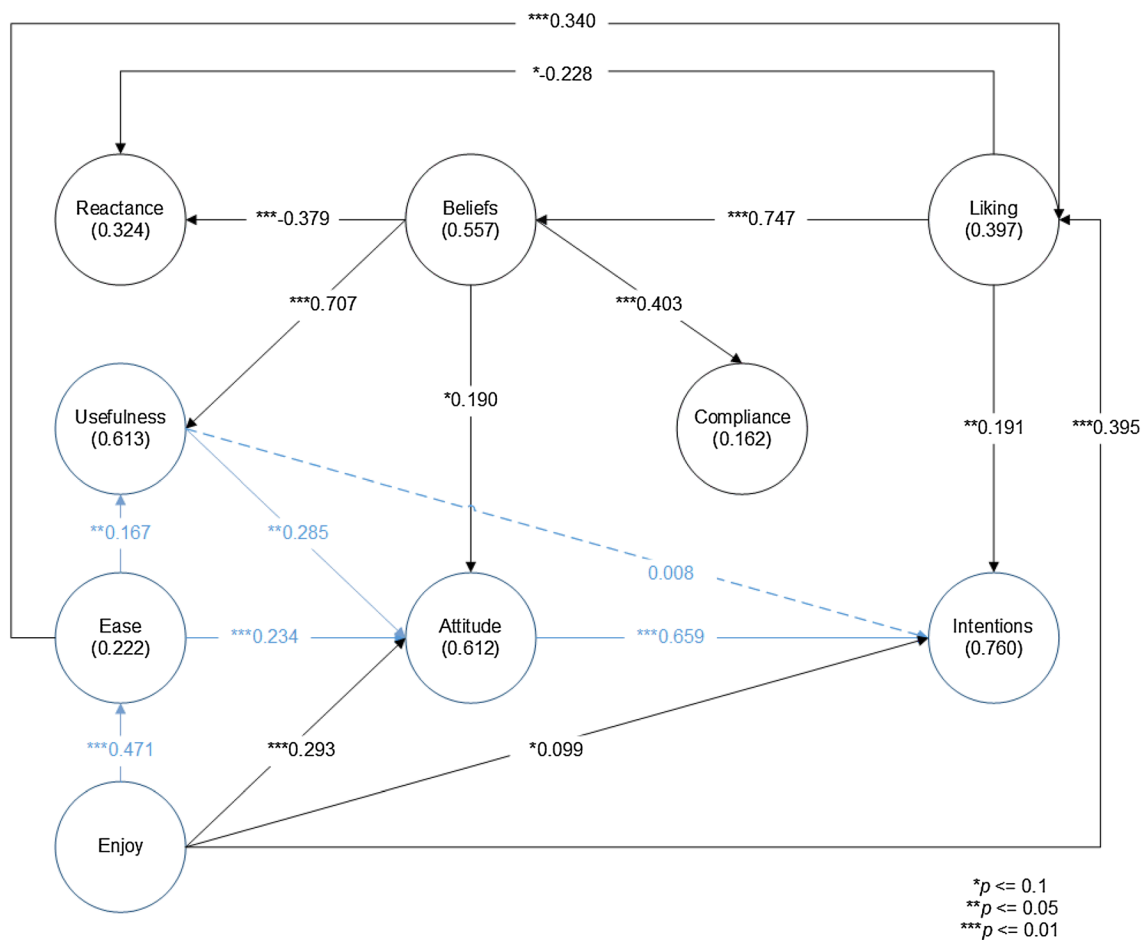 ***0.340
*-0.228
Reactance
(0.324)
***-0.379
Beliefs
(0.557)
***0.747
Liking
(0.397)
***0.707
***0.403
Usefulness
(0.613)
*0.190
Compliance
(0.162)
**0.191
***0.395
**0.167
**0.285
0.008
Ease
(0.222)
***0.234
Attitude
(0.612)
***0.659
Intentions
(0.760)
***0.471
***0.293
*0.099
Enjoy
*p <= 0.1
**p <= 0.05
***p <= 0.01